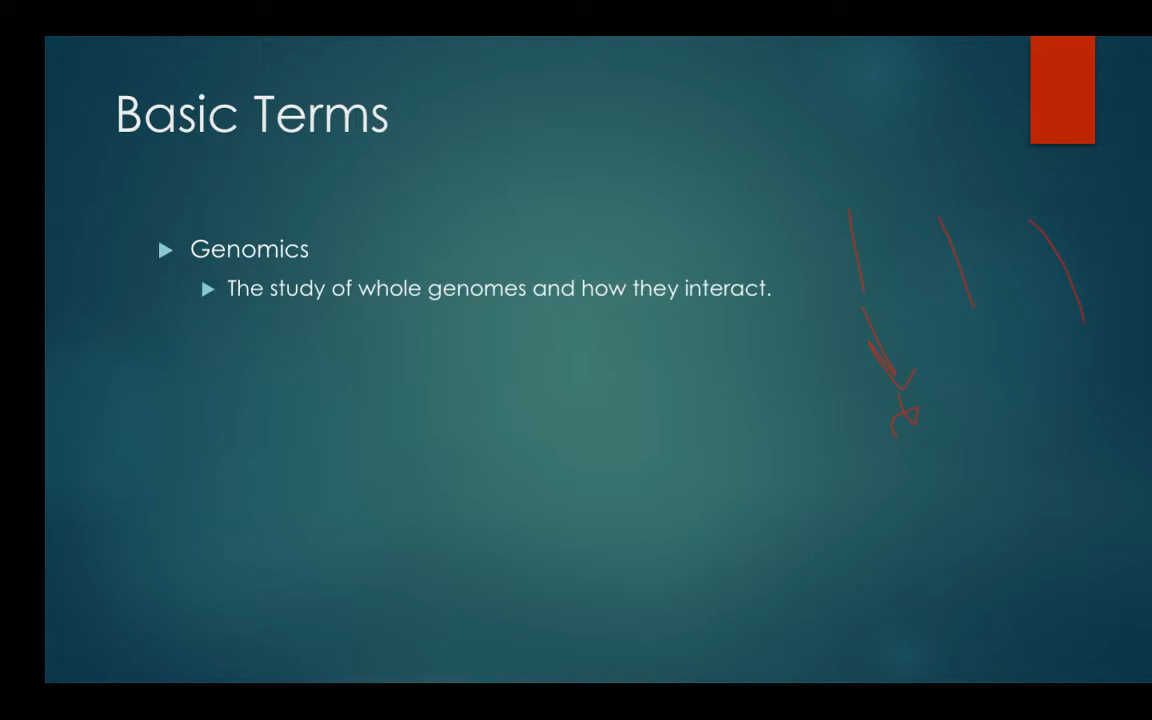 Basic Terms
Genomics
The study of whole genomes and how they interact.